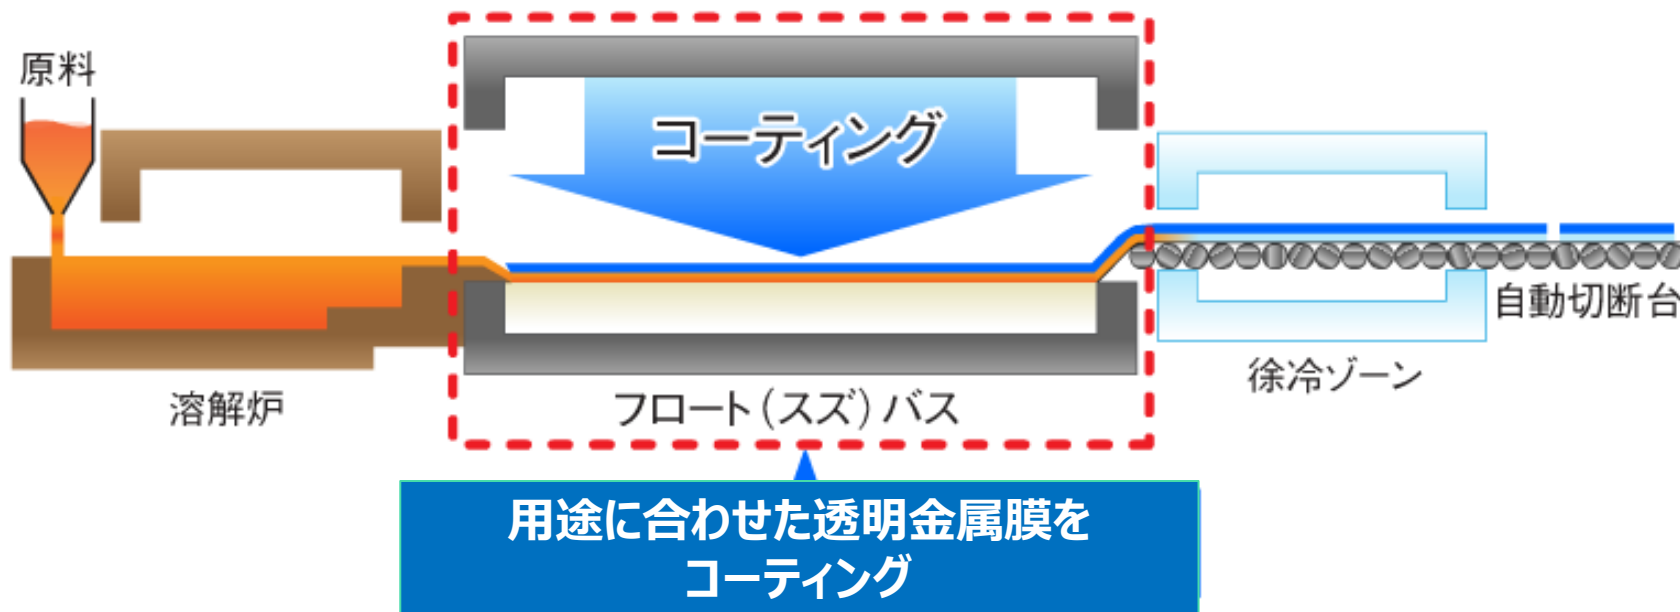 原料
コーティング
自動切断台
徐冷ゾーン
溶解炉
フロート(スズ)バス
用途に合わせた透明金属膜を
コーティング